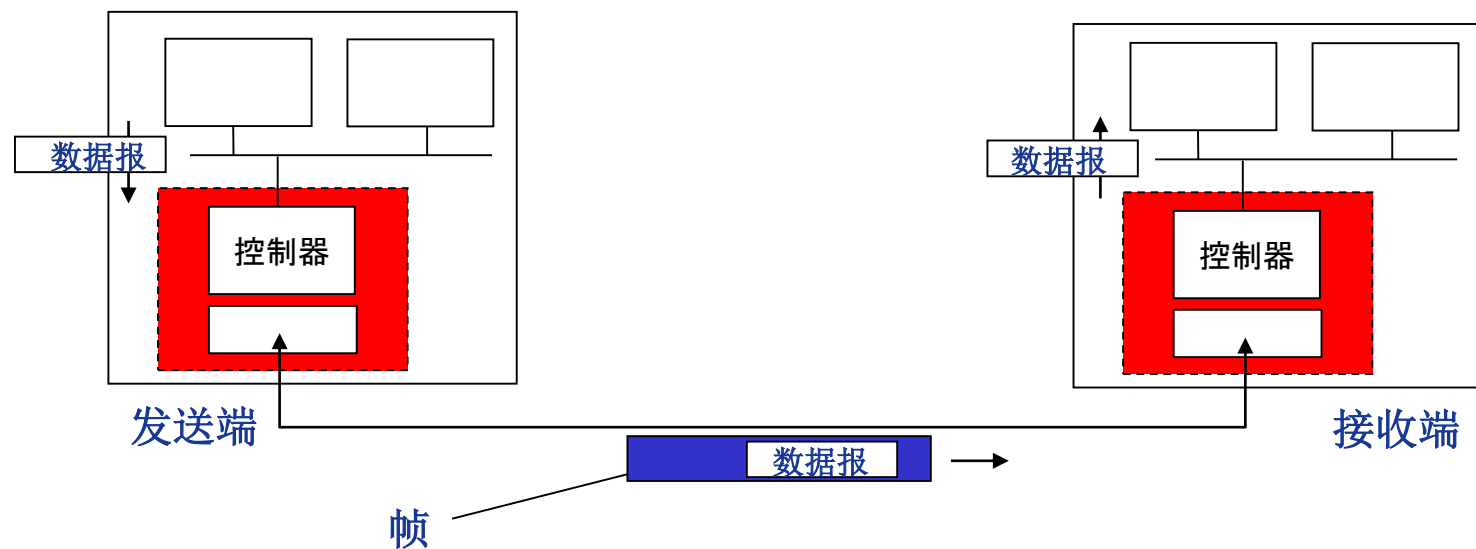 数据报
数据报
控制器
控制器
发送端
接收端
数据报
帧